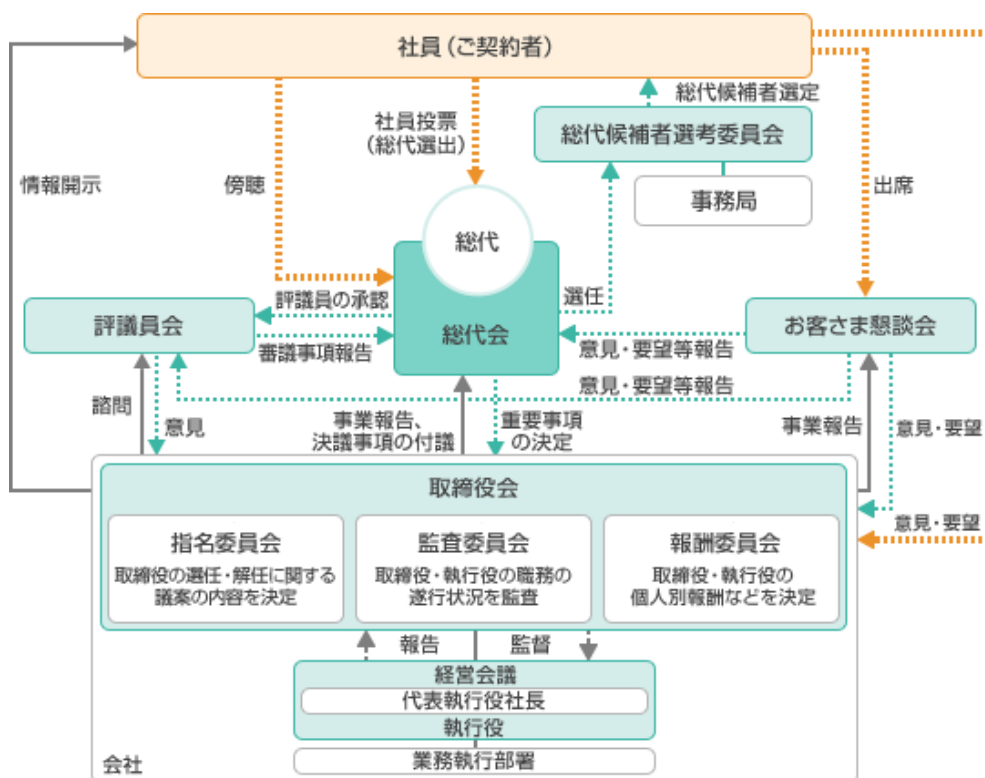 社員（ご契約者）
総代候補者選定
社員投票
（総代選出）
総代候補者選考委員会
情報開示
傍聴
事務局
出席
総代
評議員の承認
選任
評議員会
総代会
お客さま懇談会
審議事項報告
意見・要望等報告
意見・要望等報告
諮問
意見
事業報告、
決議事項の付議
重要事項
の決定
事業報告
意見・要望
取締役会
意見・要望
指名委員会
取締役の選任・解任に関する
議案の内容を決定
監査委員会
取締役・執行役の職務の
遂行状況を監査
報酬委員会
取締役・執行役の
個人別報酬などを決定
報告
監督
経営会議
代表執行役社長
執行役
業務執行部署
会社